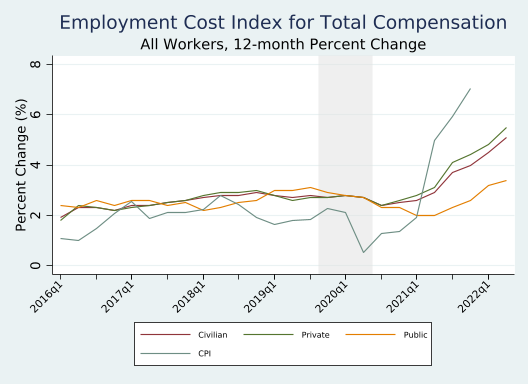 Employment Cost Index for Total Compensation
All Workers, 12-month Percent Change
Percent Change (%)
8
6
4
2
0
2016q1
2017q1
2018q1
2019q1
2020q1
2021q1
2022q1
Civilian
Private
Public
CPI